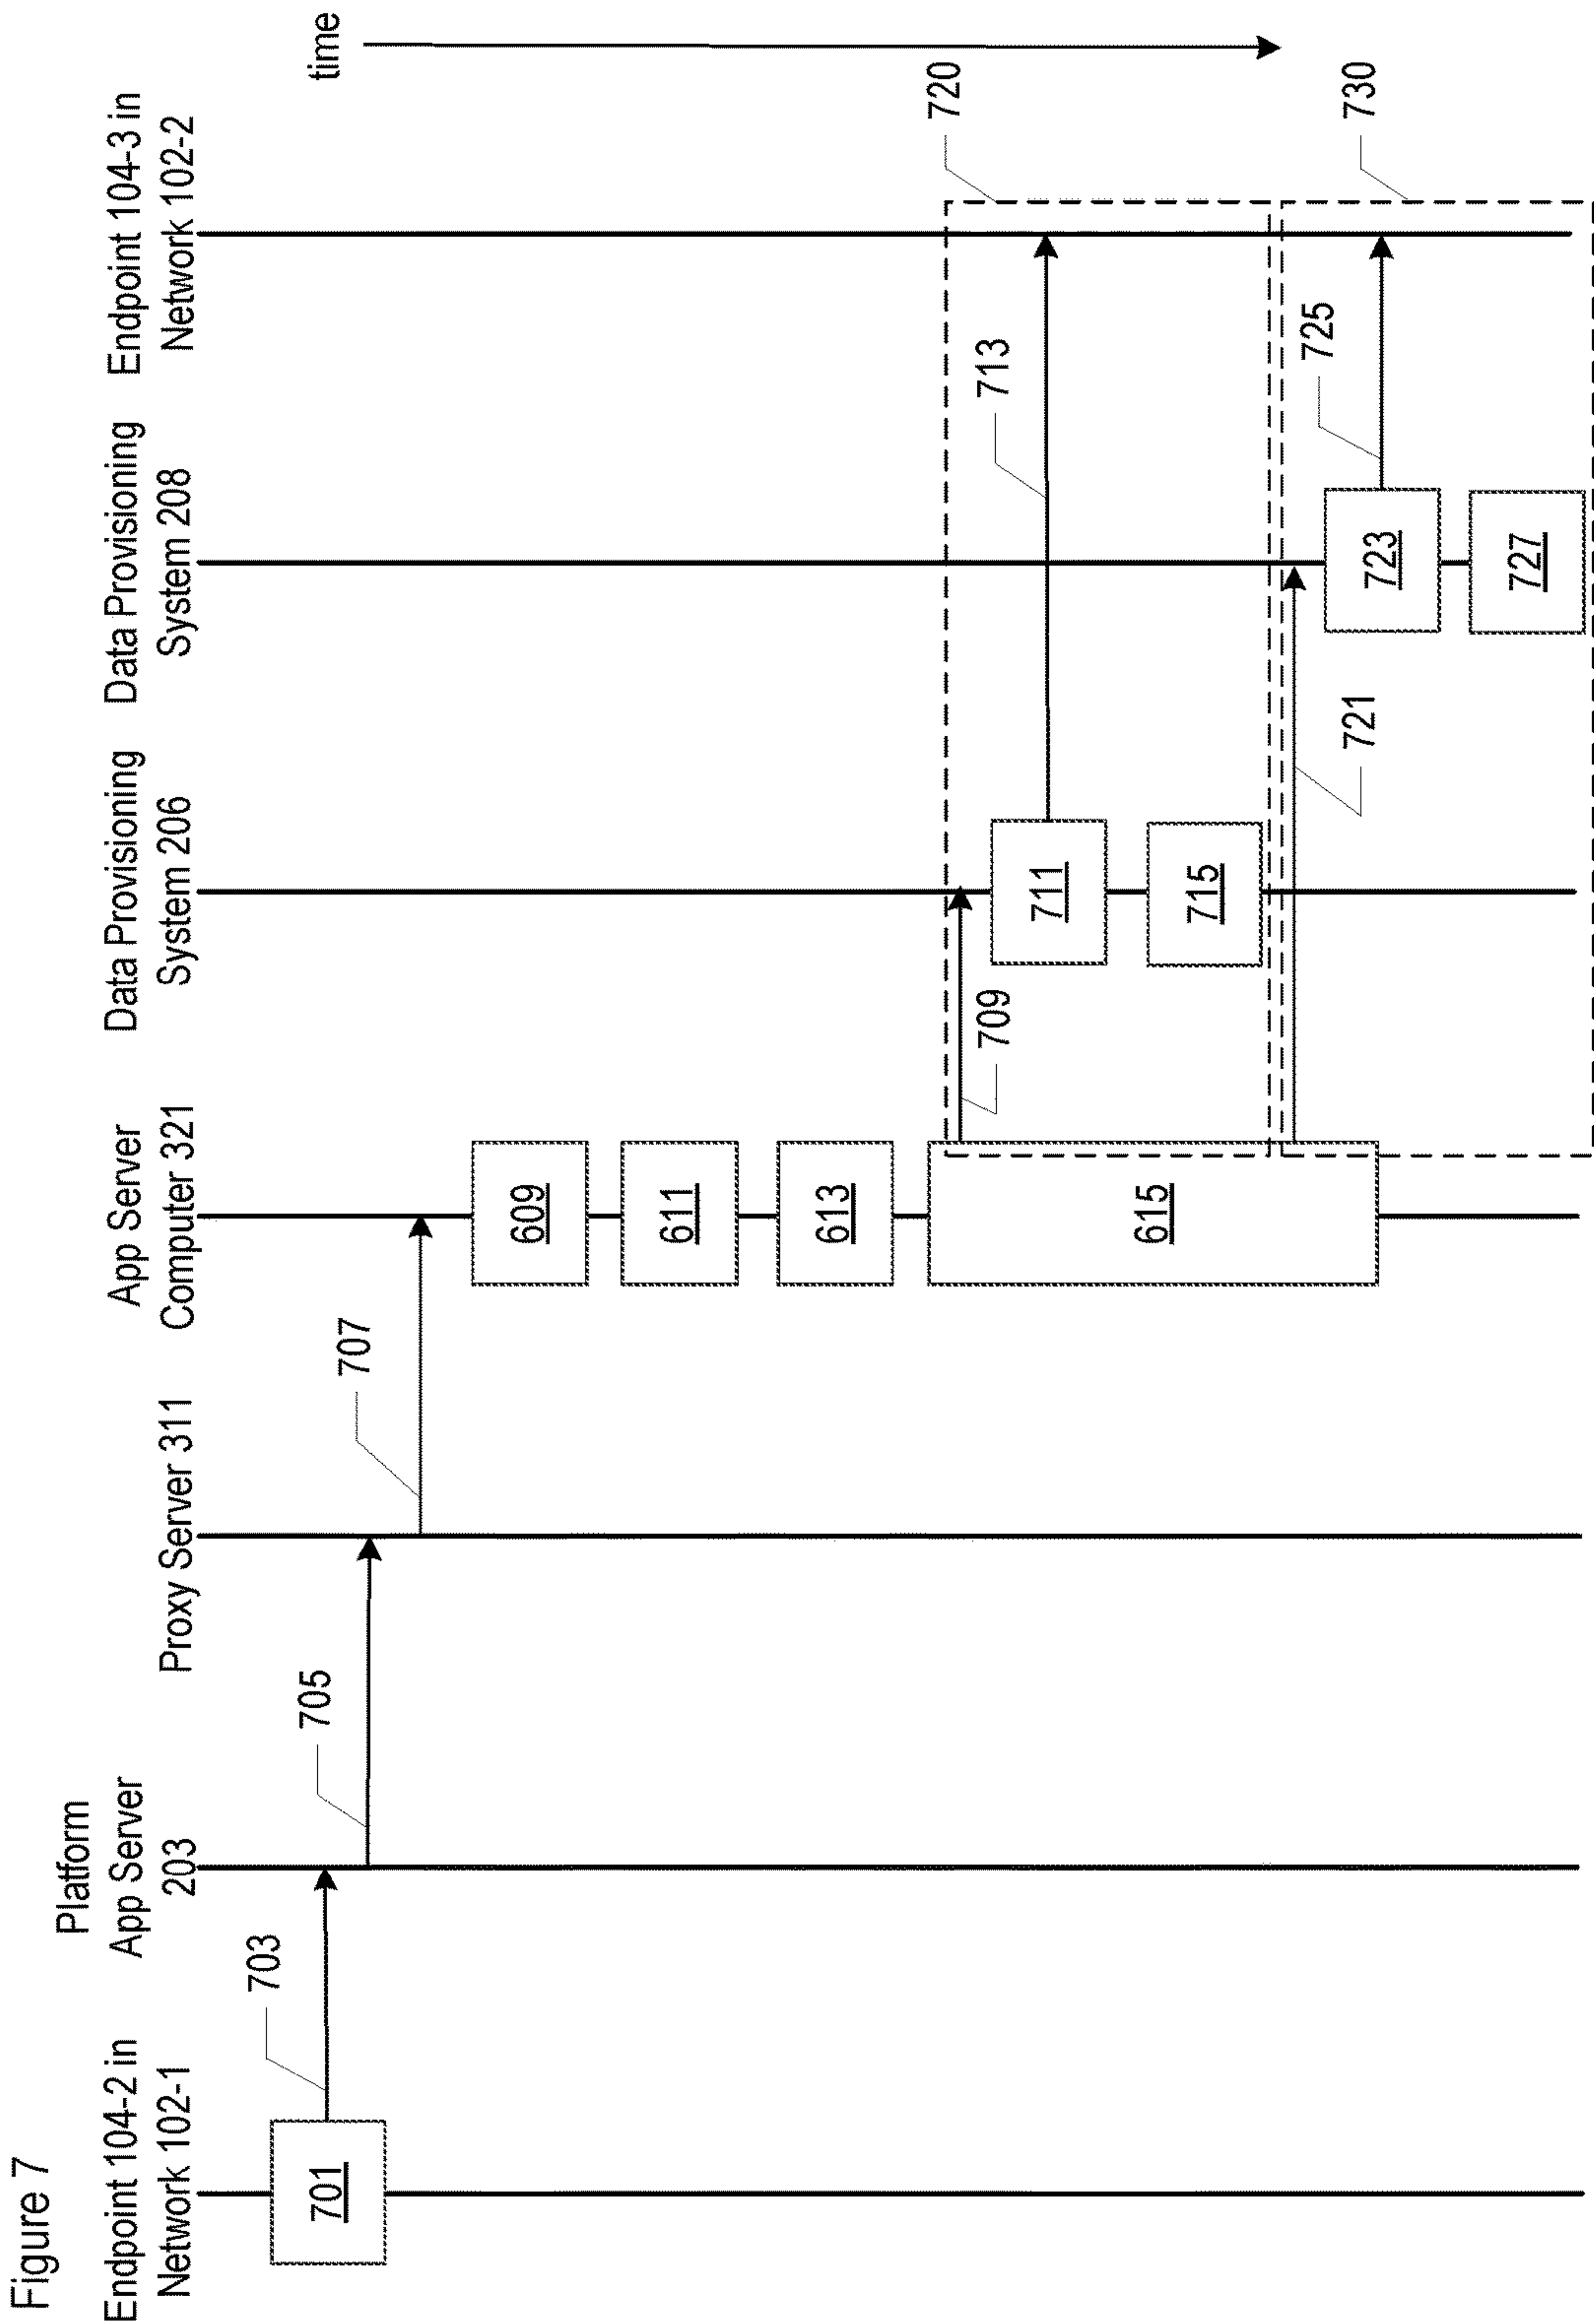 Figure 7
Endpoint 104-2 in
Network 102-1
Platform
App Server
203
Proxy Server 311
App Server
Computer 321
Data Provisioning
System 206
Data Provisioning
System 208
Endpoint 104-3 in
Network 102-2
time
701
703
705
707
609
611
613
615
709
711
713
715
720
721
723
725
727
730